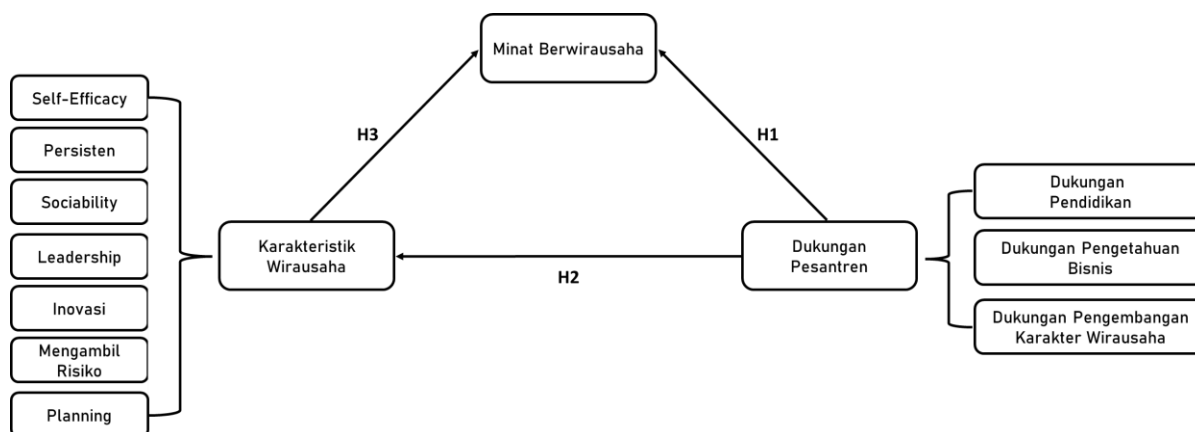 Minat Berwirausaha
Self-Efficacy
Persisten
Sociability
Leadership
Inovasi
Mengambil
Risiko
Planning
H3
H1
Karakteristik
Wirausaha
H2
Dukungan
Pesantren
Dukungan
Pendidikan
Dukungan Pengetahuan
Bisnis
Dukungan Pengembangan
Karakter Wirausaha